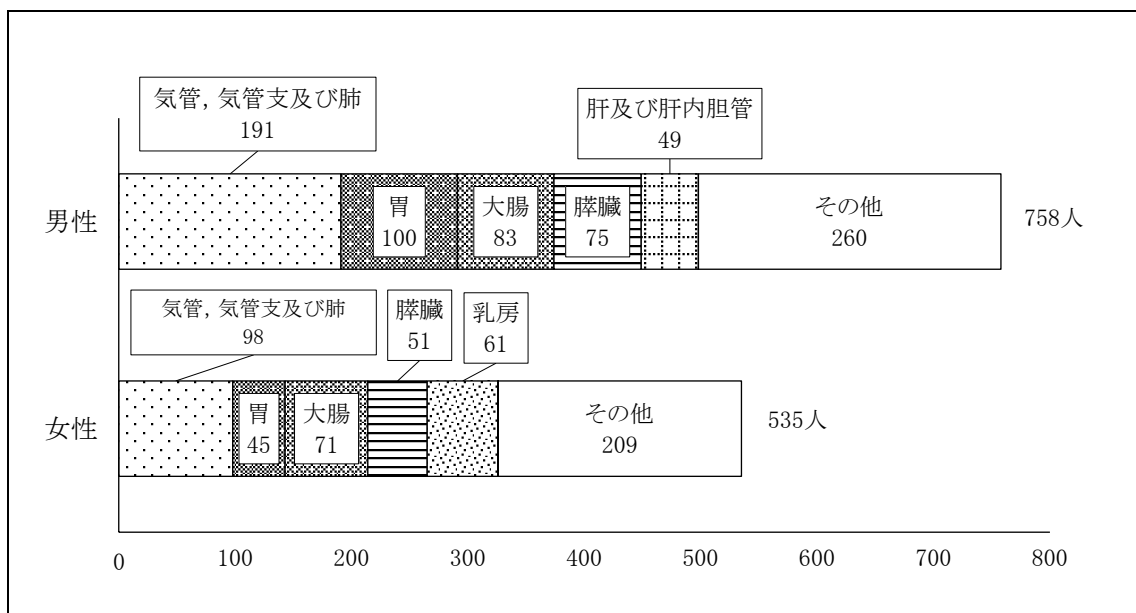 気管，気管支及び肺
191
肝及び肝内胆管
49
男性
胃
100
大腸
83
膵臓
75
その他
260
758人
気管，気管支及び肺
98
膵臓
51
乳房
61
女性
胃
45
大腸
71
その他
209
535人
0 100 200 300 400 500 600 700 800